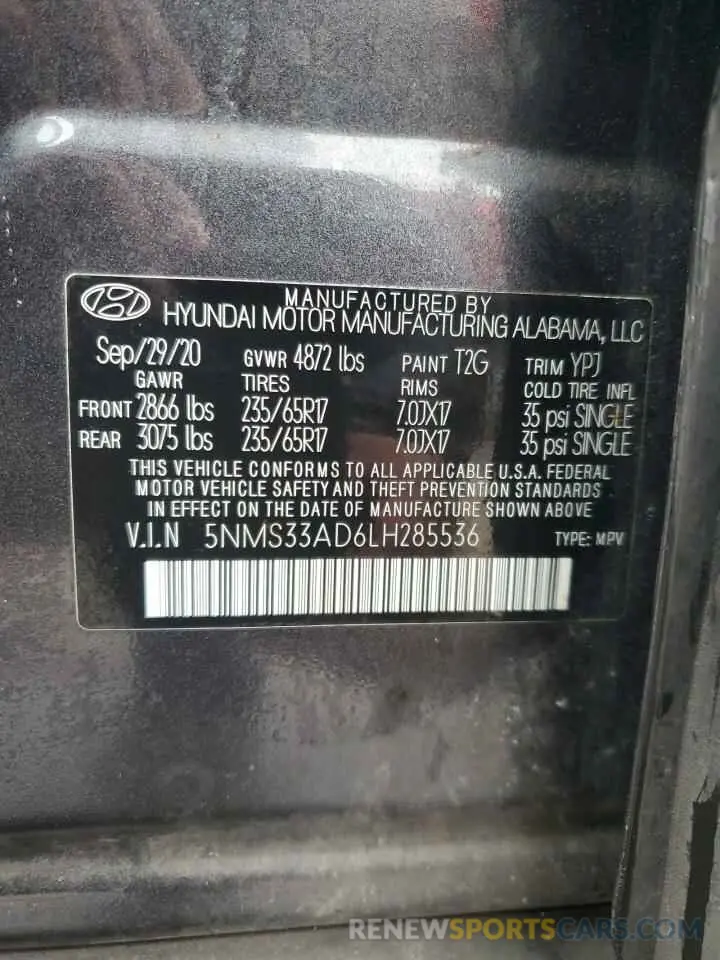 MANUFACTURED BY
HYUNDAI MOTOR MANUFACTURING ALABAMA, LLC
Sep/29/20 GVWR 4872 lbs PAINT T2G TRIM YPJ
GAWR TIRES RIMS COLD TIRE INFL
FRONT 2866 lbs 235/65R17 7.0JX17 35 psi SINGLE
REAR 3075 lbs 235/65R17 7.0JX17 35 psi SINGLE
THIS VEHICLE CONFORMS TO ALL APPLICABLE U.S.A. FEDERAL
MOTOR VEHICLE SAFETY AND THEFT PREVENTION STANDARDS
IN EFFECT ON THE DATE OF MANUFACTURE SHOWN ABOVE
V.I.N 5NMS33AD6LH285536 TYPE: MPV
RENEWSPORTSCARS.COM